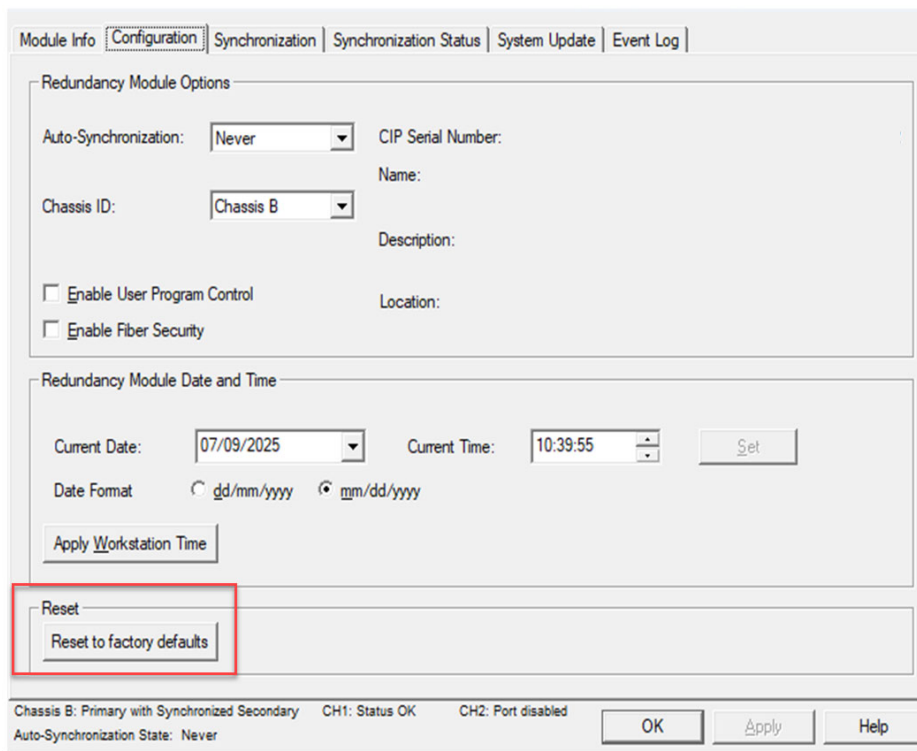 Module Info Configuration Synchronization Synchronization Status System Update Event Log
Redundancy Module Options
Auto-Synchronization: Never CIP Serial Number:
Name:
Chassis ID: Chassis B
Description:
Enable User Program Control
Location:
Enable Fiber Security
Redundancy Module Date and Time
Current Date: 07/09/2025 Current Time: 10:39:55 Set
Date Format dd/mm/yyyy mm/dd/yyyy
Apply Workstation Time
Reset
Reset to factory defaults
Chassis B: Primary with Synchronized Secondary CH1: Status OK CH2: Port disabled
Auto-Synchronization State: Never
OK Apply Help